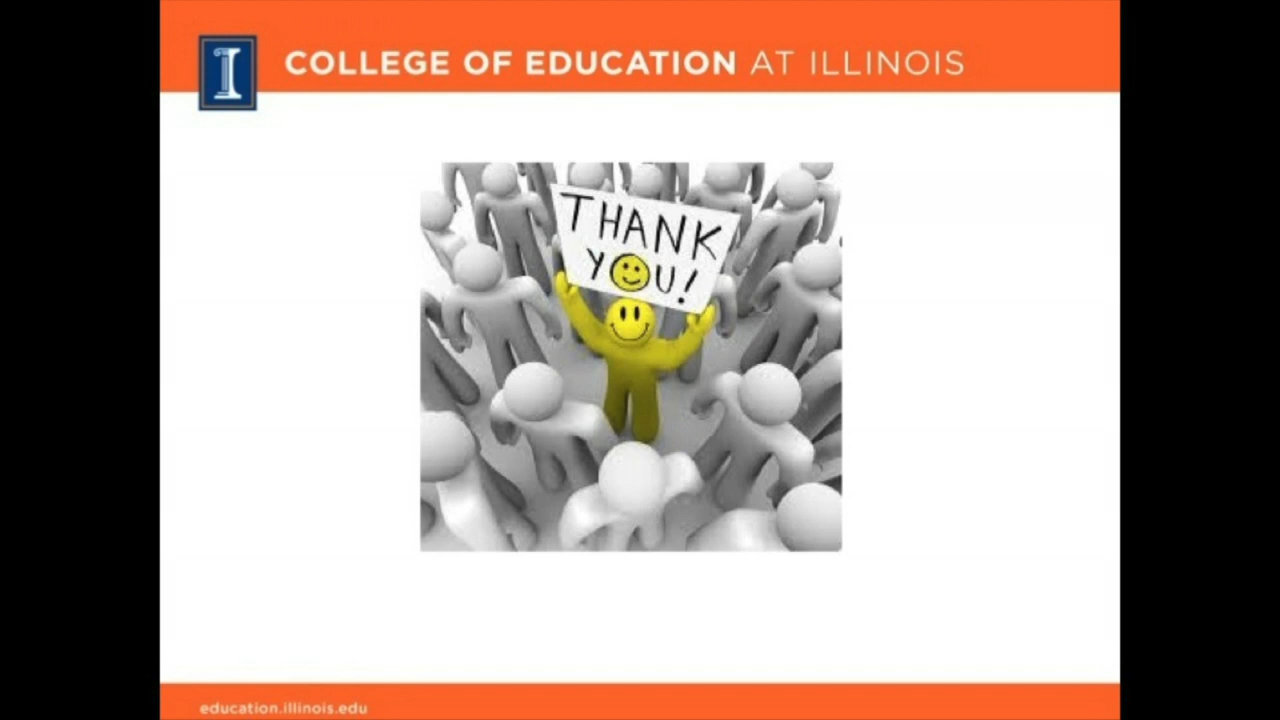 I
COLLEGE OF EDUCATION AT ILLINOIS
THANK
YOU!
education.illinois.edu